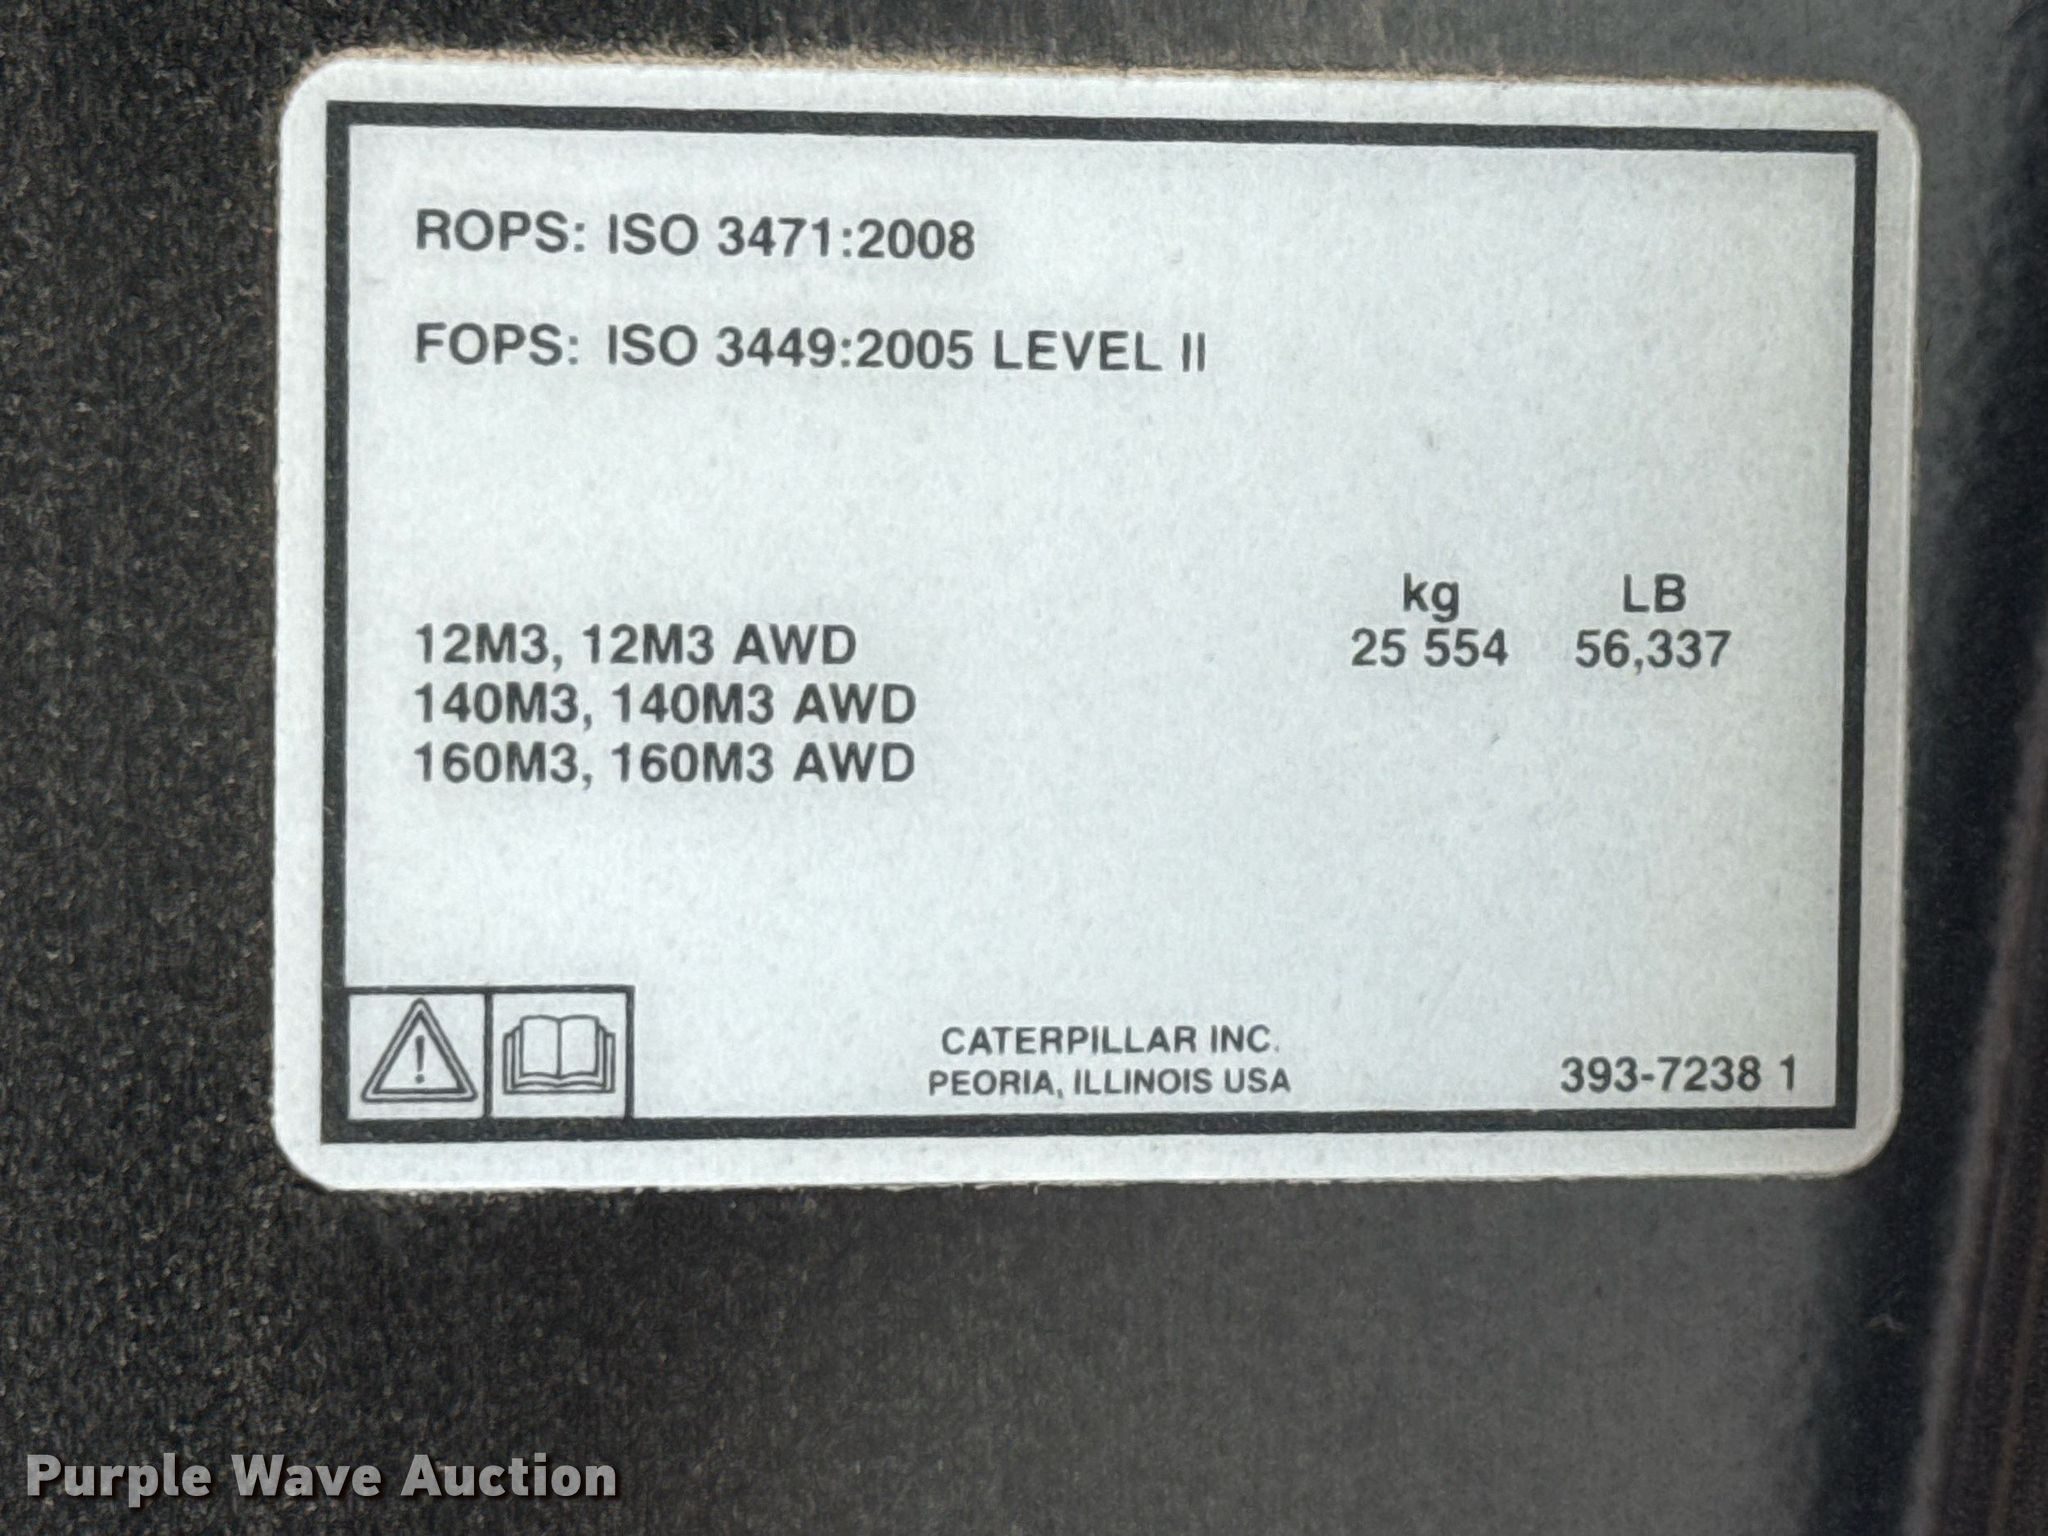 ROPS: ISO 3471:2008
FOPS: ISO 3449:2005 LEVEL II
kg LB
12M3, 12M3 AWD 25 554 56,337
140M3, 140M3 AWD
160M3, 160M3 AWD
CATERPILLAR INC.
PEORIA, ILLINOIS USA
393-7238 1
Purple Wave Auction